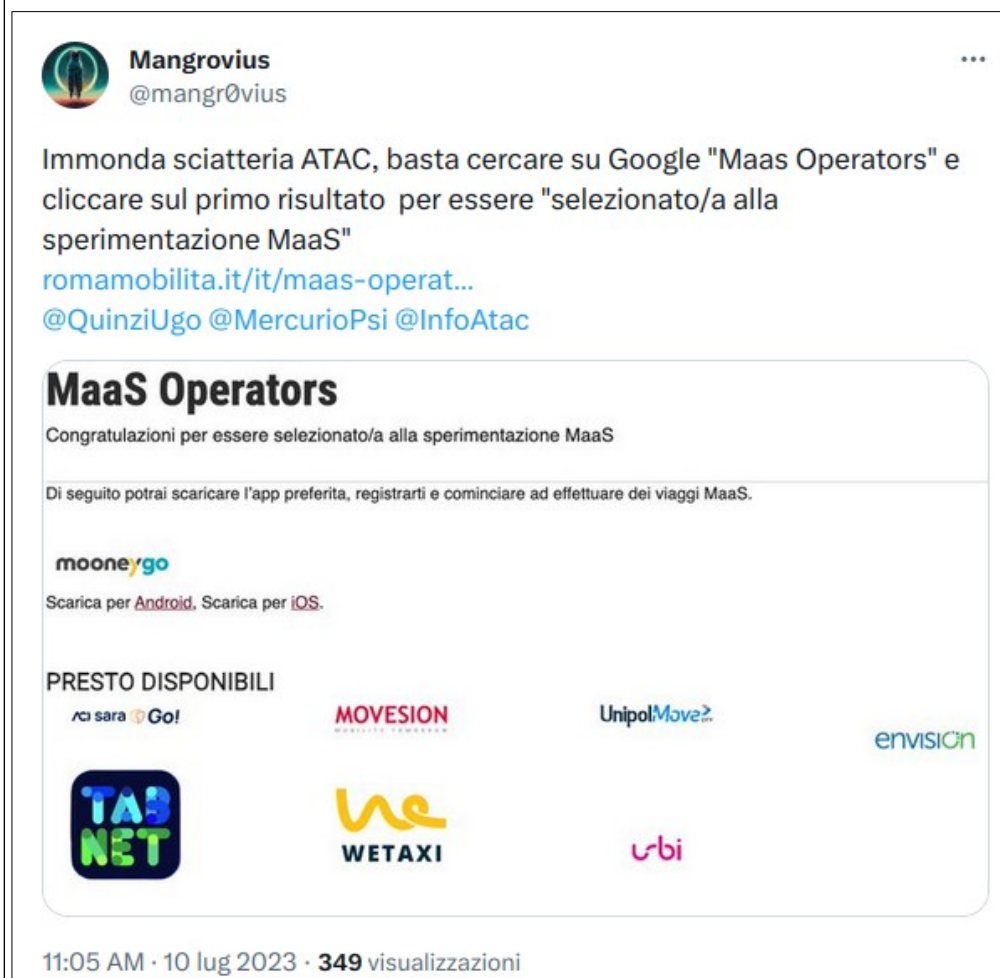 Mangrovius
@mangr0vius
Immonda sciatteria ATAC, basta cercare su Google "Maas Operators" e
cliccare sul primo risultato  per essere "selezionato/a alla
sperimentazione MaaS"
romamobilita.it/it/maas-operat...
@QuinziUgo @MercurioPsi @InfoAtac
MaaS Operators
Congratulazioni per essere selezionato/a alla sperimentazione MaaS
Di seguito potrai scaricare l'app preferita, registrarti e cominciare ad effettuare dei viaggi MaaS.
mooneygo
Scarica per Android, Scarica per iOS.
PRESTO DISPONIBILI
ACI sara Go!
MOVESION
MOBILITY TOMORROW
UnipolMove
envision
TAB
NET
WETAXI
urbi
11:05 AM · 10 lug 2023 · 349 visualizzazioni